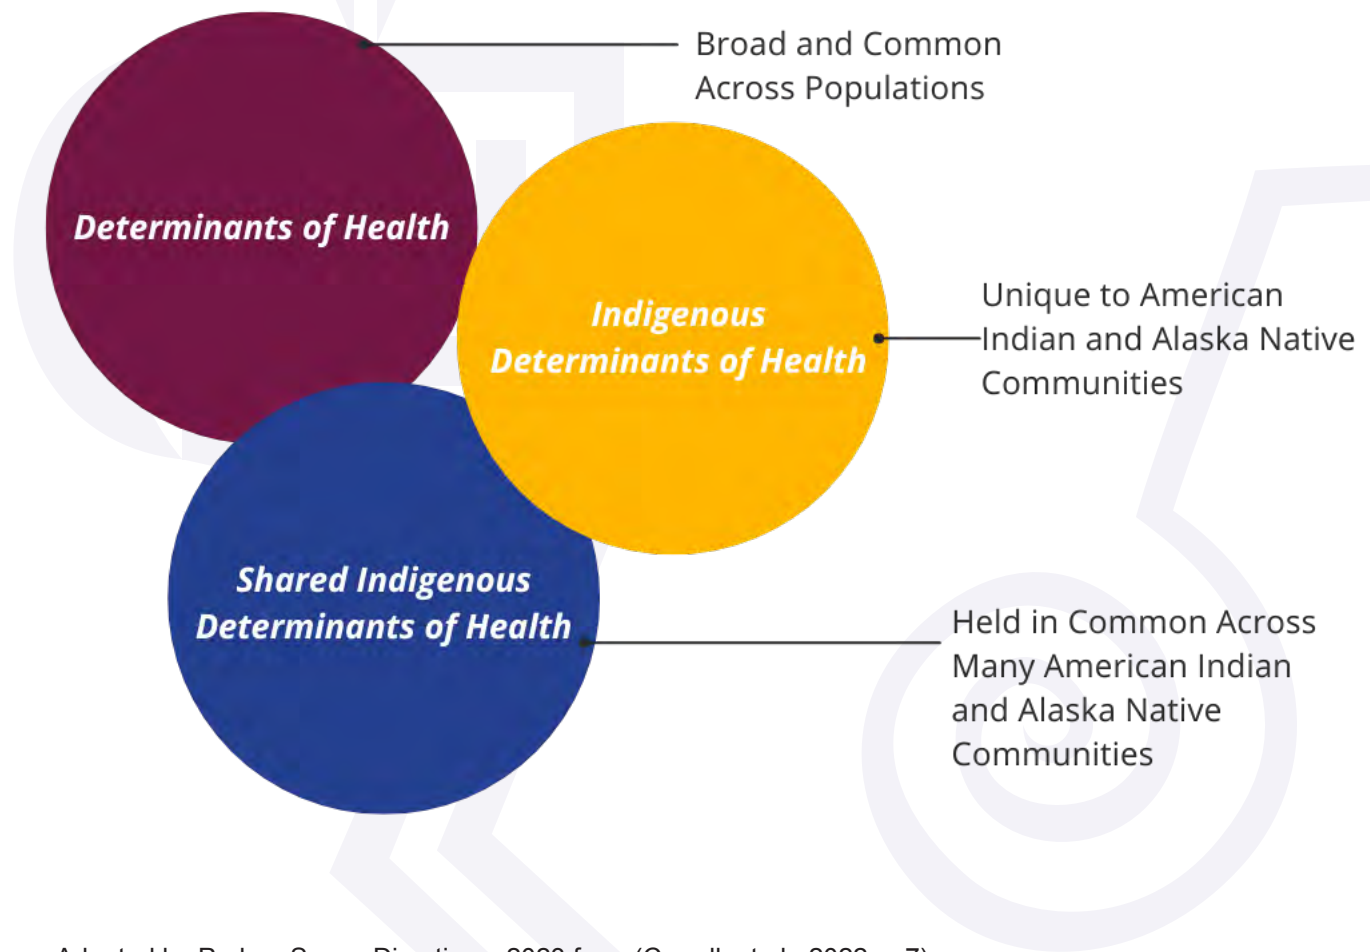 Broad and Common
Across Populations
Determinants of Health
Indigenous
Determinants of Health
Unique to American
Indian and Alaska Native
Communities
Shared Indigenous
Determinants of Health
Held in Common Across
Many American Indian
and Alaska Native
Communities